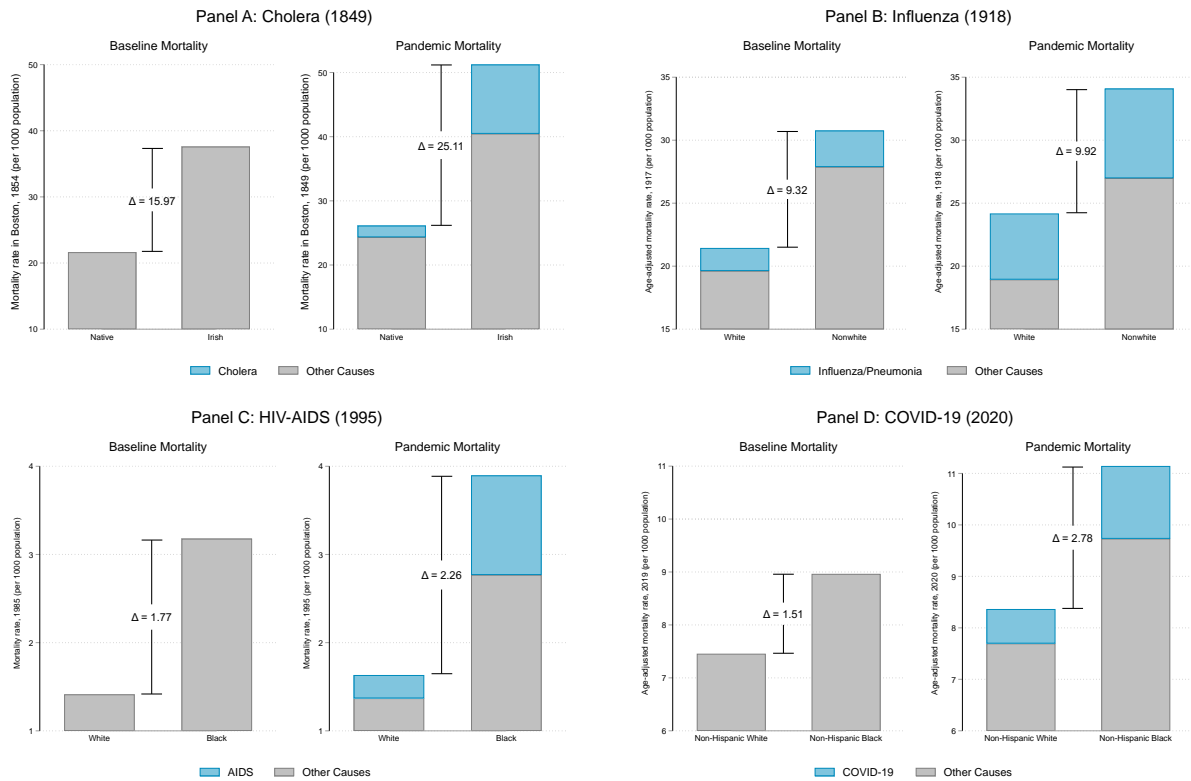 Panel A: Cholera (1849)
Baseline Mortality
Mortality rate in Boston, 1854 (per 1000 population)
50
40
30
20
10
Δ = 15.97
Native
Irish
Pandemic Mortality
Mortality rate in Boston, 1849 (per 1000 population)
50
40
30
20
10
Δ = 25.11
Native
Irish
Cholera
Other Causes
Panel B: Influenza (1918)
Baseline Mortality
Age-adjusted mortality rate, 1917 (per 1000 population)
35
30
25
20
15
Δ = 9.32
White
Nonwhite
Pandemic Mortality
Age-adjusted mortality rate, 1918 (per 1000 population)
35
30
25
20
15
Δ = 9.92
White
Nonwhite
Influenza/Pneumonia
Other Causes
Panel C: HIV-AIDS (1995)
Baseline Mortality
Mortality rate, 1985 (per 1000 population)
4
3
2
1
Δ = 1.77
White
Black
Pandemic Mortality
Mortality rate, 1995 (per 1000 population)
4
3
2
1
Δ = 2.26
White
Black
AIDS
Other Causes
Panel D: COVID-19 (2020)
Baseline Mortality
Age-adjusted mortality rate, 2019 (per 1000 population)
11
10
9
8
7
6
Δ = 1.51
Non-Hispanic White
Non-Hispanic Black
Pandemic Mortality
Age-adjusted mortality rate, 2020 (per 1000 population)
11
10
9
8
7
6
Δ = 2.78
Non-Hispanic White
Non-Hispanic Black
COVID-19
Other Causes